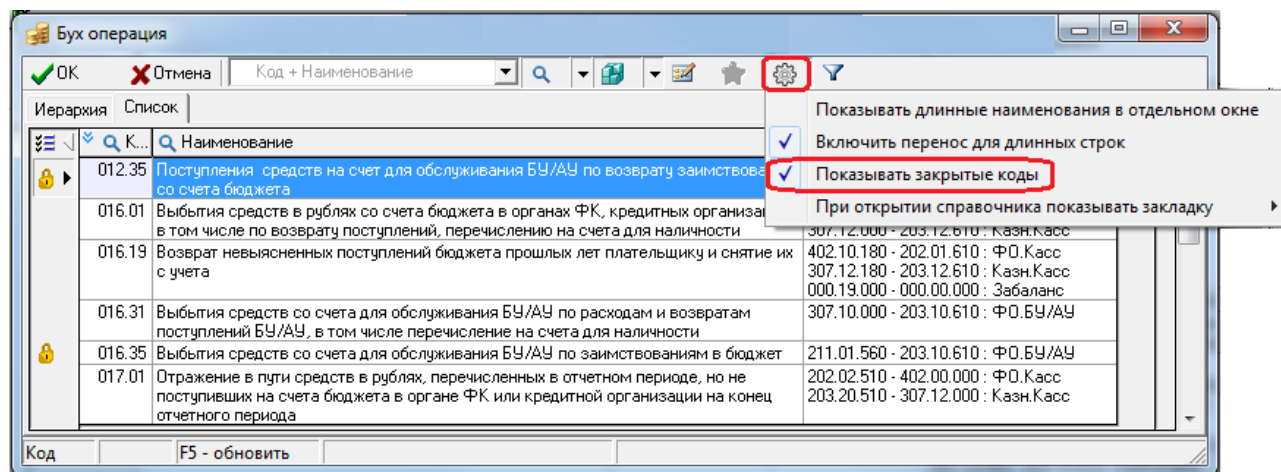 Бух операция
OK Отмена Код + Наименование
Иерархия Список
К... Наименование
Показывать длинные наименования в отдельном окне
Включить перенос для длинных строк
Показывать закрытые коды
При открытии справочника показывать закладку
012.35 Поступления средств на счет для обслуживания БУ/АУ по возврату заимствова
со счета бюджета
016.01 Выбытия средств в рублях со счета бюджета в органах ФК, кредитных организа
в том числе по возврату поступлений, перечислению на счета для наличности 307.12.000 - 203.12.610 : Казн.Касс
016.19 Возврат невыясненных поступлений бюджета прошлых лет плательщику и снятие их 402.10.180 - 202.01.610 : ФО.Касс
с учета 307.12.180 - 203.12.610 : Казн.Касс
000.19.000 - 000.00.000 : Забаланс
016.31 Выбытия средств со счета для обслуживания БУ/АУ по расходам и возвратам 307.10.000 - 203.10.610 : ФО.БУ/АУ
поступлений БУ/АУ, в том числе перечисление на счета для наличности
016.35 Выбытия средств со счета для обслуживания БУ/АУ по заимствованиям в бюджет 211.01.560 - 203.10.610 : ФО.БУ/АУ
017.01 Отражение в пути средств в рублях, перечисленных в отчетном периоде, но не 202.02.510 - 402.00.000 : ФО.Касс
поступивших на счета бюджета в органе ФК или кредитной организации на конец 203.20.510 - 307.12.000 : Казн.Касс
отчетного периода
Код F5 - обновить